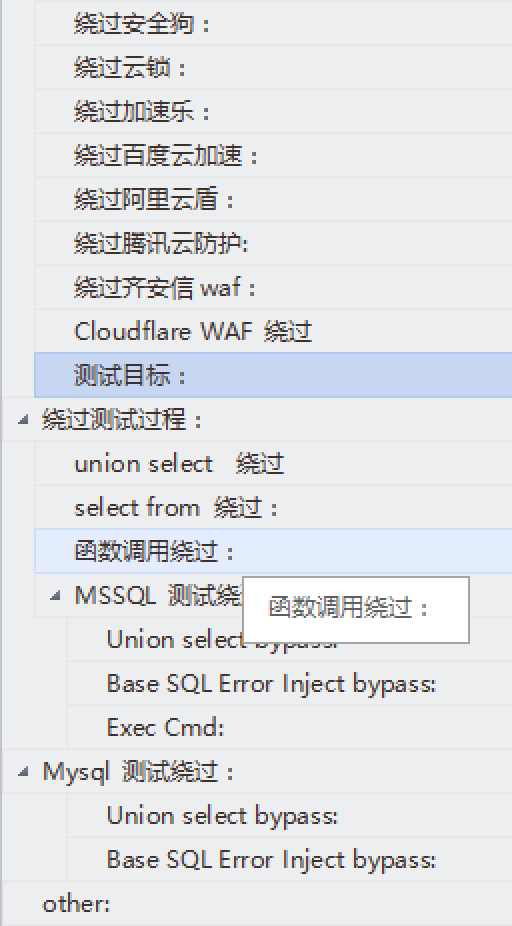 绕过安全狗：
绕过云锁：
绕过加速乐：
绕过百度云加速：
绕过阿里云盾：
绕过腾讯云防护:
绕过齐安信 waf：
Cloudflare WAF 绕过
测试目标：
绕过测试过程：
union select 绕过
select from 绕过：
函数调用绕过：
MSSQL 测试绕
函数调用绕过：
Union select bypass:
Base SQL Error Inject bypass:
Exec Cmd:
Mysql 测试绕过：
Union select bypass:
Base SQL Error Inject bypass:
other: